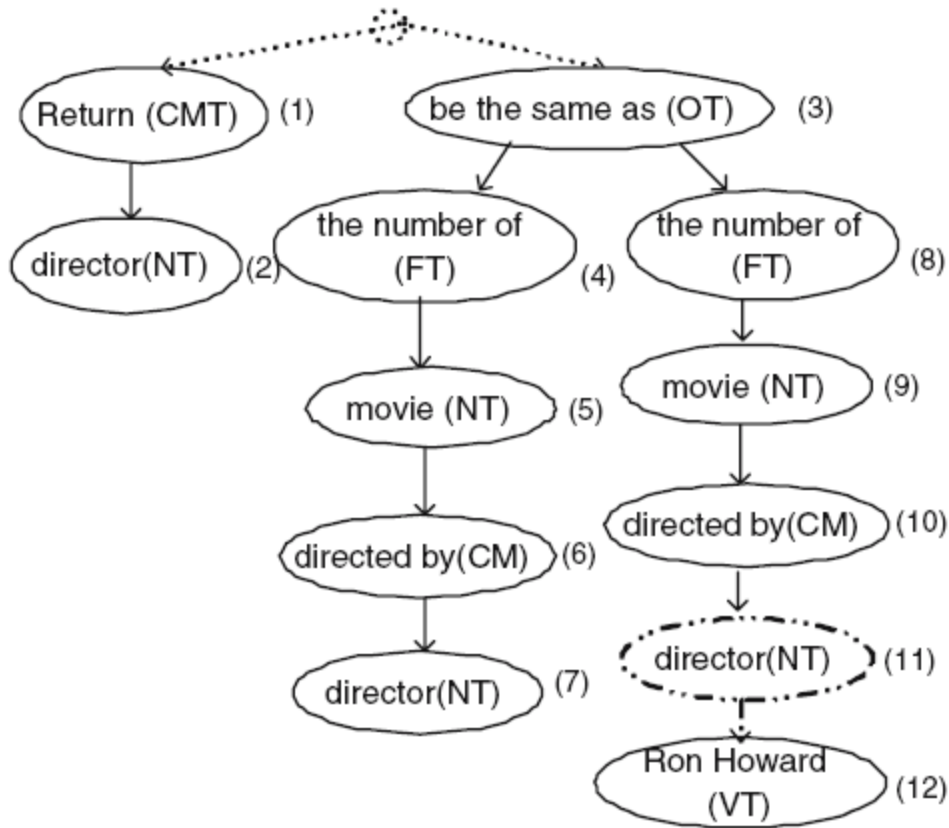 Return (CMT)
(1)
be the same as (OT)
(3)
director(NT)
(2)
the number of
(FT)
(4)
the number of
(FT)
(8)
movie (NT)
(5)
movie (NT)
(9)
directed by(CM)
(6)
directed by(CM)
(10)
director(NT)
(7)
director(NT)
(11)
Ron Howard
(VT)
(12)